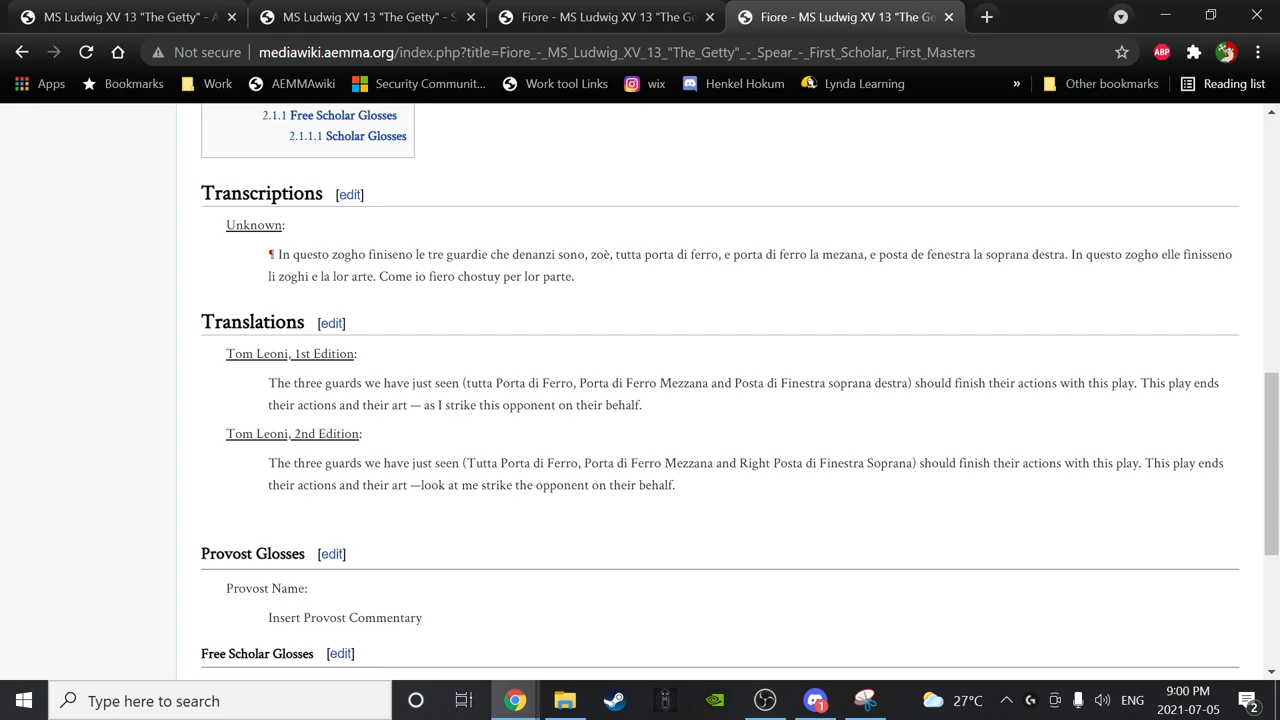 MS Ludwig XV 13 "The Getty" - A
MS Ludwig XV 13 "The Getty" - S
Fiore - MS Ludwig XV 13 "The Ge
Fiore - MS Ludwig XV 13 "The Ge
Not secure
mediawiki.aemma.org/index.php?title=Fiore_-_MS_Ludwig_XV_13_"The_Getty"_-_Spear_-_First_Scholar,_First_Masters
ABP
Apps
Bookmarks
Work
AEMMAwiki
Security Communit...
Work tool Links
wix
Henkel Hokum
Lynda Learning
»
Other bookmarks
Reading list
2.1.1 Free Scholar Glosses
2.1.1.1 Scholar Glosses
Transcriptions [edit]
Unknown:
¶ In questo zogho finiseno le tre guardie che denanzi sono, zoè, tutta porta di ferro, e porta di ferro la mezana, e posta de fenestra la soprana destra. In questo zogho elle finisseno
li zoghi e la lor arte. Come io fiero chostuy per lor parte.
Translations [edit]
Tom Leoni, 1st Edition:
The three guards we have just seen (tutta Porta di Ferro, Porta di Ferro Mezzana and Posta di Finestra soprana destra) should finish their actions with this play. This play ends
their actions and their art — as I strike this opponent on their behalf.
Tom Leoni, 2nd Edition:
The three guards we have just seen (Tutta Porta di Ferro, Porta di Ferro Mezzana and Right Posta di Finestra Soprana) should finish their actions with this play. This play ends
their actions and their art —look at me strike the opponent on their behalf.
Provost Glosses [edit]
Provost Name:
Insert Provost Commentary
Free Scholar Glosses [edit]
Type here to search
1
27°C
ENG
9:00 PM
2021-07-05
2